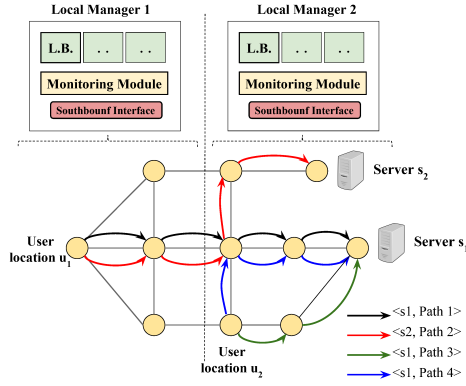 Local Manager 1
Local Manager 2
L.B.
. .
. .
L.B.
. .
. .
Monitoring Module
Monitoring Module
Southbounf Interface
Southbounf Interface
Server s2
User
location u1
Server s1
User
location u2
<s1, Path 1>
<s2, Path 2>
<s1, Path 3>
<s1, Path 4>